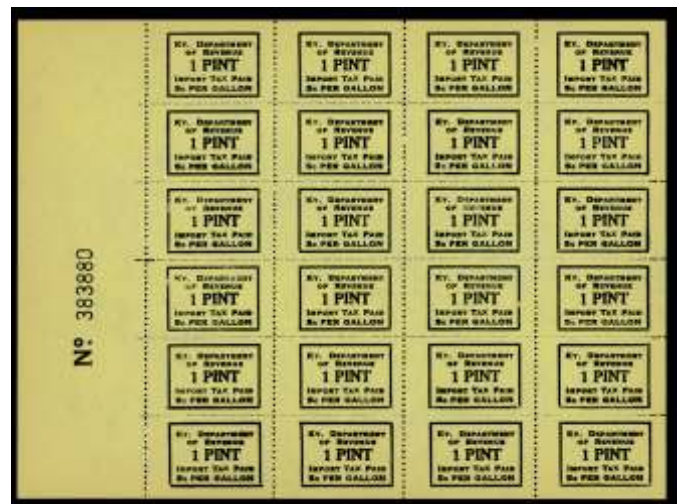 Nº 383880
KY. DEPARTMENT KY. DEPARTMENT KY. DEPARTMENT KY. DEPARTMENT
OF REVENUE OF REVENUE OF REVENUE OF REVENUE
1 PINT 1 PINT 1 PINT 1 PINT
IMPORT TAX PAID IMPORT TAX PAID IMPORT TAX PAID IMPORT TAX PAID
PER GALLON PER GALLON PER GALLON PER GALLON
KY. DEPARTMENT KY. DEPARTMENT KY. DEPARTMENT KY. DEPARTMENT
OF REVENUE OF REVENUE OF REVENUE OF REVENUE
1 PINT 1 PINT 1 PINT 1 PINT
IMPORT TAX PAID IMPORT TAX PAID IMPORT TAX PAID IMPORT TAX PAID
PER GALLON PER GALLON PER GALLON PER GALLON
KY. DEPARTMENT KY. DEPARTMENT KY. DEPARTMENT KY. DEPARTMENT
OF REVENUE OF REVENUE OF REVENUE OF REVENUE
1 PINT 1 PINT 1 PINT 1 PINT
IMPORT TAX PAID IMPORT TAX PAID IMPORT TAX PAID IMPORT TAX PAID
PER GALLON PER GALLON PER GALLON PER GALLON
KY. DEPARTMENT KY. DEPARTMENT KY. DEPARTMENT KY. DEPARTMENT
OF REVENUE OF REVENUE OF REVENUE OF REVENUE
1 PINT 1 PINT 1 PINT 1 PINT
IMPORT TAX PAID IMPORT TAX PAID IMPORT TAX PAID IMPORT TAX PAID
PER GALLON PER GALLON PER GALLON PER GALLON
KY. DEPARTMENT KY. DEPARTMENT KY. DEPARTMENT KY. DEPARTMENT
OF REVENUE OF REVENUE OF REVENUE OF REVENUE
1 PINT 1 PINT 1 PINT 1 PINT
IMPORT TAX PAID IMPORT TAX PAID IMPORT TAX PAID IMPORT TAX PAID
PER GALLON PER GALLON PER GALLON PER GALLON
KY. DEPARTMENT KY. DEPARTMENT KY. DEPARTMENT KY. DEPARTMENT
OF REVENUE OF REVENUE OF REVENUE OF REVENUE
1 PINT 1 PINT 1 PINT 1 PINT
IMPORT TAX PAID IMPORT TAX PAID IMPORT TAX PAID IMPORT TAX PAID
PER GALLON PER GALLON PER GALLON PER GALLON